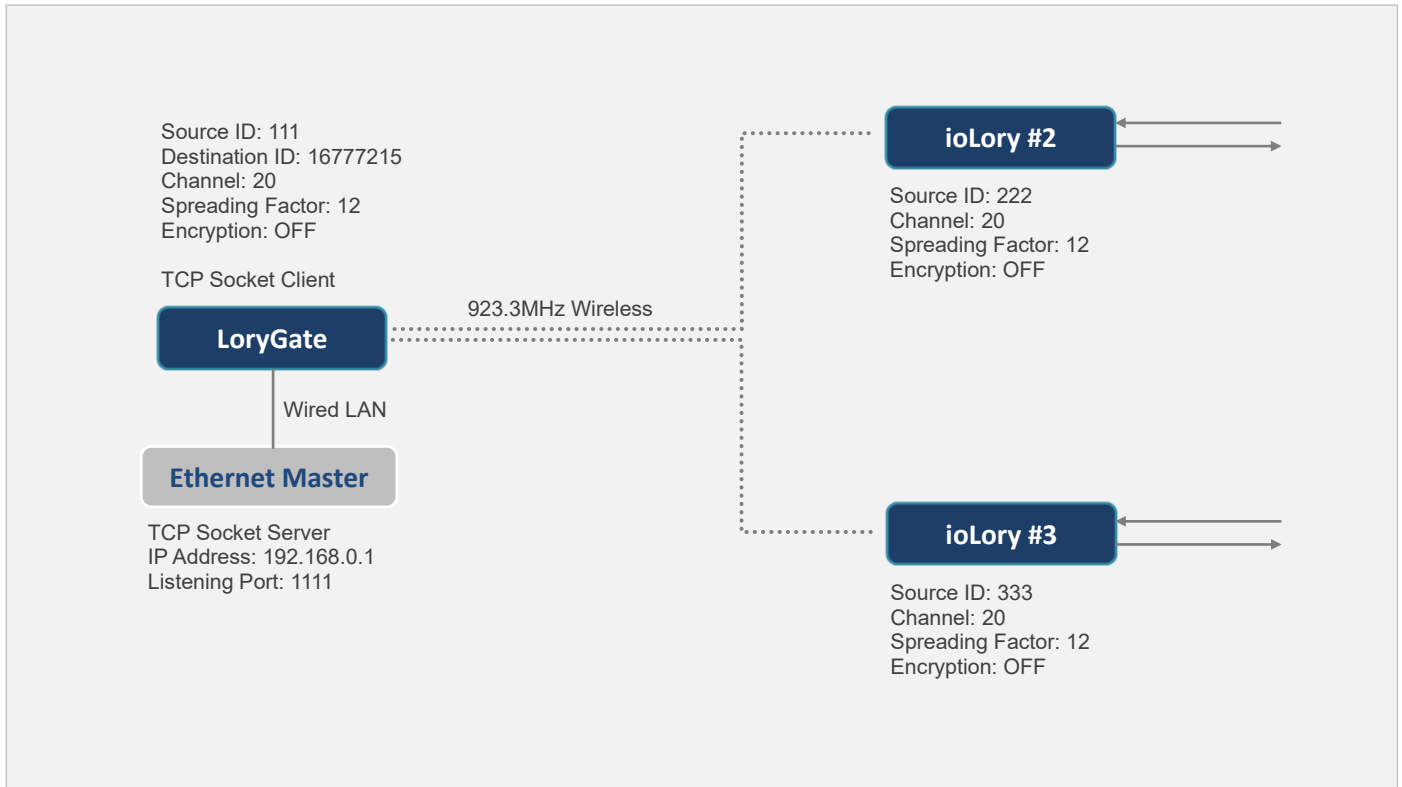 Source ID: 111
Destination ID: 16777215
Channel: 20
Spreading Factor: 12
Encryption: OFF
TCP Socket Client
LoryGate
923.3MHz Wireless
Wired LAN
Ethernet Master
TCP Socket Server
IP Address: 192.168.0.1
Listening Port: 1111
ioLory #2
Source ID: 222
Channel: 20
Spreading Factor: 12
Encryption: OFF
ioLory #3
Source ID: 333
Channel: 20
Spreading Factor: 12
Encryption: OFF